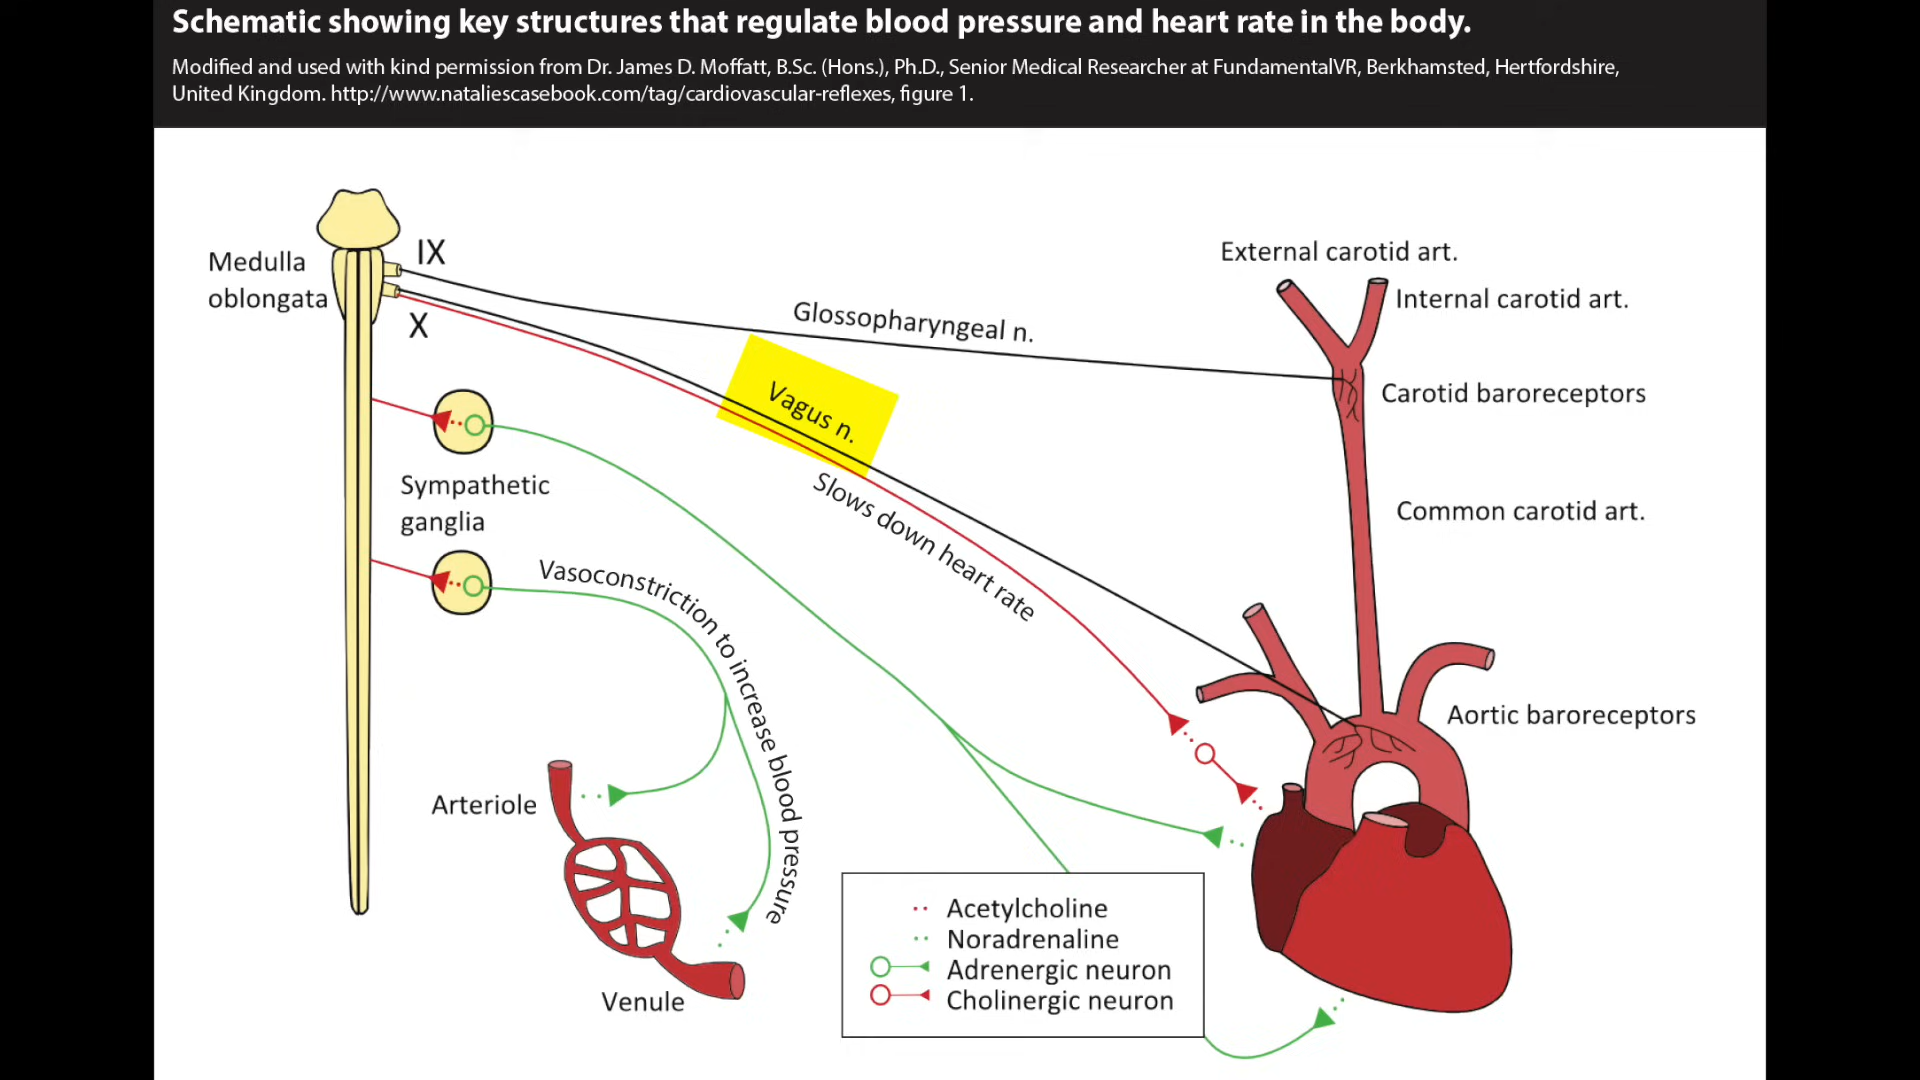 Schematic showing key structures that regulate blood pressure and heart rate in the body.
Modified and used with kind permission from Dr. James D. Moffatt, B.Sc. (Hons.), Ph.D., Senior Medical Researcher at FundamentalVR, Berkhamsted, Hertfordshire,
United Kingdom. http://www.nataliescasebook.com/tag/cardiovascular-reflexes, figure 1.
Medulla
oblongata
IX
X
Glossopharyngeal n.
Vagus n.
Slows down heart rate
External carotid art.
Internal carotid art.
Carotid baroreceptors
Common carotid art.
Aortic baroreceptors
Sympathetic
ganglia
Vasoconstriction to increase blood pressure
Arteriole
Venule
Acetylcholine
Noradrenaline
Adrenergic neuron
Cholinergic neuron